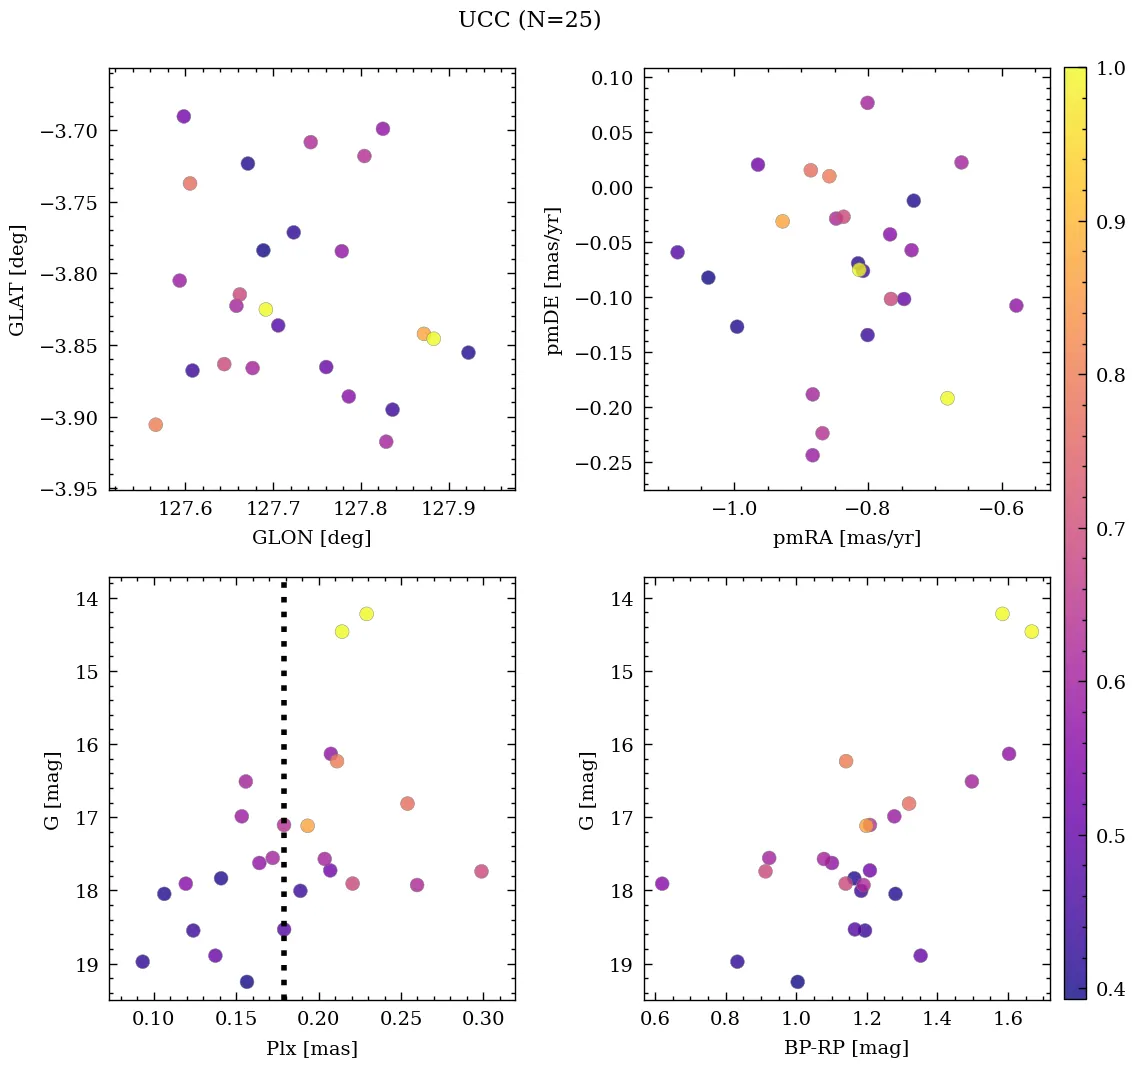 UCC (N=25)
−3.70
−3.75
−3.80
−3.85
−3.90
−3.95
GLAT [deg]
127.6 127.7 127.8 127.9
GLON [deg]
0.10
0.05
0.00
−0.05
−0.10
−0.15
−0.20
−0.25
pmDE [mas/yr]
−1.0 −0.8 −0.6
pmRA [mas/yr]
14
15
16
17
18
19
G [mag]
0.10 0.15 0.20 0.25 0.30
Plx [mas]
14
15
16
17
18
19
G [mag]
0.6 0.8 1.0 1.2 1.4 1.6
BP-RP [mag]
1.0
0.9
0.8
0.7
0.6
0.5
0.4